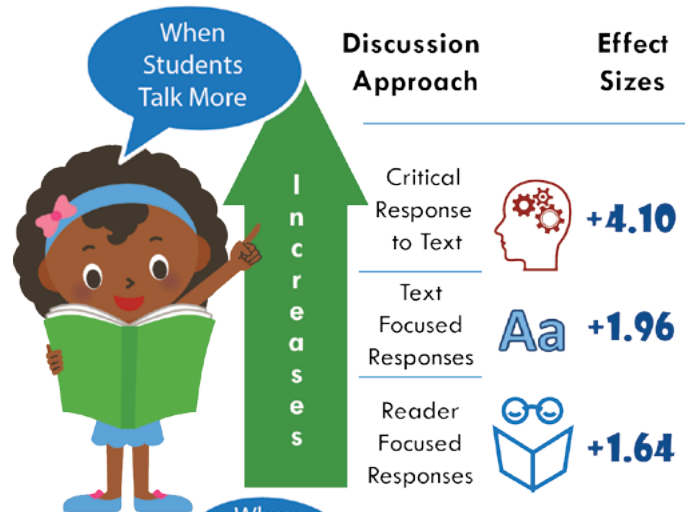 When
Students
Talk More
Discussion
Approach
Effect
Sizes
Increases
Critical
Response
to Text
+4.10
Text
Focused
Responses
Aa
+1.96
Reader
Focused
Responses
+1.64